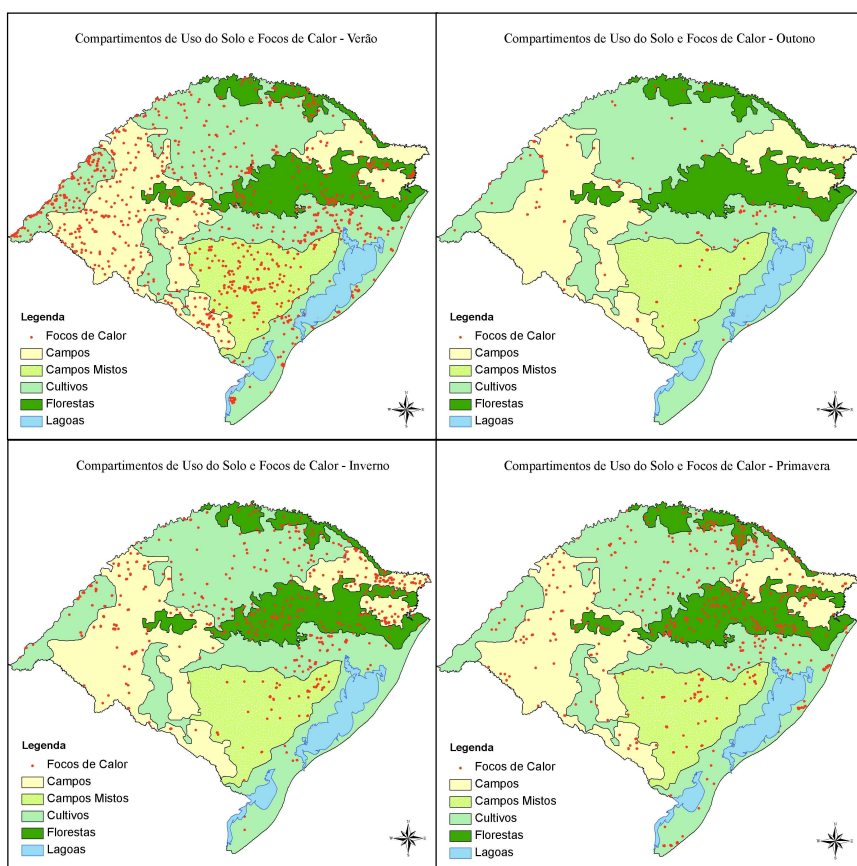 Compartimentos de Uso do Solo e Focos de Calor - Verão
Legenda
Focos de Calor
Campos
Campos Mistos
Cultivos
Florestas
Lagoas
Compartimentos de Uso do Solo e Focos de Calor - Outono
Legenda
Focos de Calor
Campos
Campos Mistos
Cultivos
Florestas
Lagoas
Compartimentos de Uso do Solo e Focos de Calor - Inverno
Legenda
Focos de Calor
Campos
Campos Mistos
Cultivos
Florestas
Lagoas
Compartimentos de Uso do Solo e Focos de Calor - Primavera
Legenda
Focos de Calor
Campos
Campos Mistos
Cultivos
Florestas
Lagoas